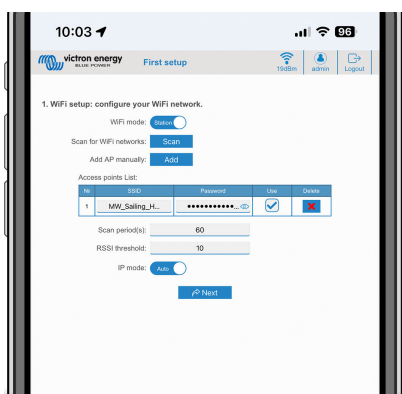 10:03
96
victron energy
BLUE POWER
First setup
19dBm
admin
Logout
1. WiFi setup: configure your WiFi network.
WiFi mode: Station
Scan for WiFi networks: Scan
Add AP manually: Add
Access points List:
№ SSID Password Use Delete
1 MW_Sailing_H... •••••••••••...
Scan period(s): 60
RSSI threshold: 10
IP mode: Auto
Next